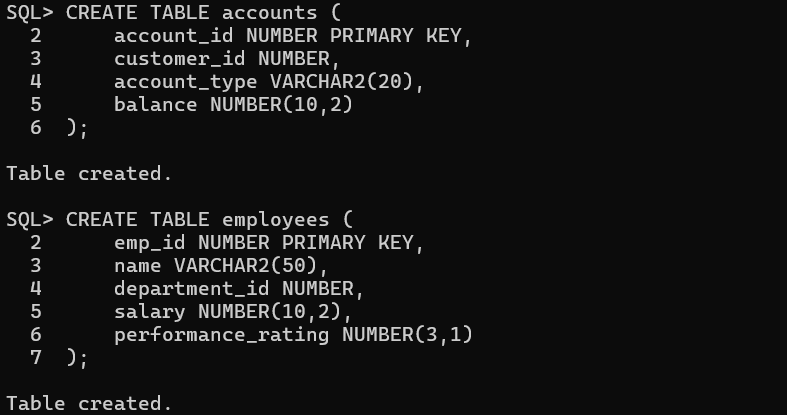 SQL> CREATE TABLE accounts (
  2      account_id NUMBER PRIMARY KEY,
  3      customer_id NUMBER,
  4      account_type VARCHAR2(20),
  5      balance NUMBER(10,2)
  6  );
Table created.
SQL> CREATE TABLE employees (
  2      emp_id NUMBER PRIMARY KEY,
  3      name VARCHAR2(50),
  4      department_id NUMBER,
  5      salary NUMBER(10,2),
  6      performance_rating NUMBER(3,1)
  7  );
Table created.